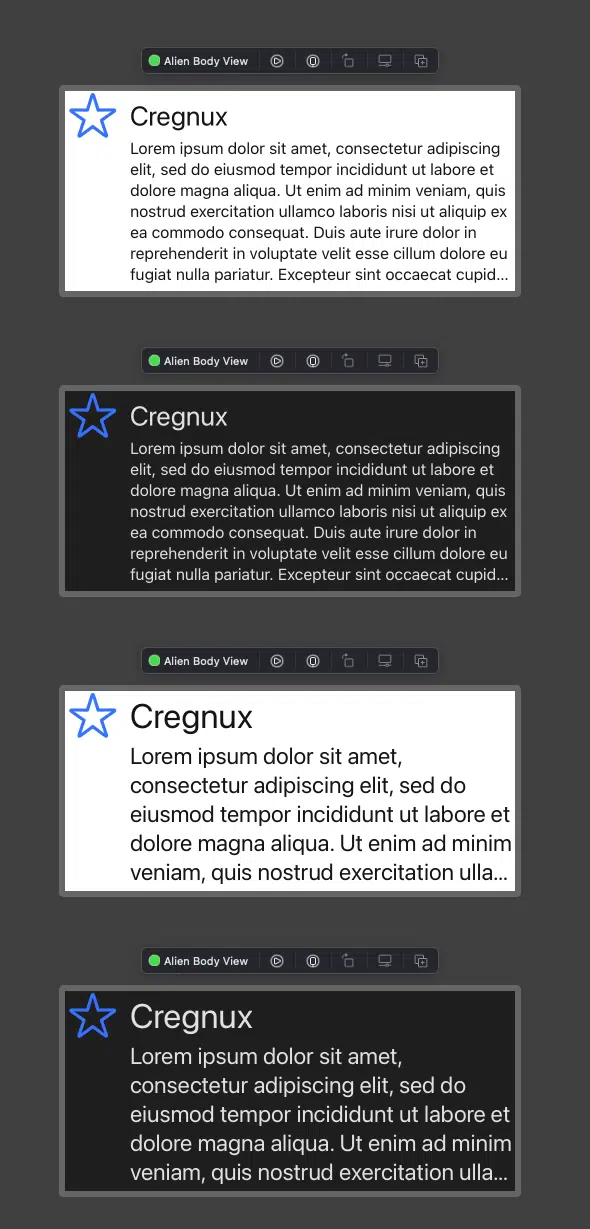 Alien Body View
Cregnux
Lorem ipsum dolor sit amet, consectetur adipiscing
elit, sed do eiusmod tempor incididunt ut labore et
dolore magna aliqua. Ut enim ad minim veniam, quis
nostrud exercitation ullamco laboris nisi ut aliquip ex
ea commodo consequat. Duis aute irure dolor in
reprehenderit in voluptate velit esse cillum dolore eu
fugiat nulla pariatur. Excepteur sint occaecat cupid...
Alien Body View
Cregnux
Lorem ipsum dolor sit amet, consectetur adipiscing
elit, sed do eiusmod tempor incididunt ut labore et
dolore magna aliqua. Ut enim ad minim veniam, quis
nostrud exercitation ullamco laboris nisi ut aliquip ex
ea commodo consequat. Duis aute irure dolor in
reprehenderit in voluptate velit esse cillum dolore eu
fugiat nulla pariatur. Excepteur sint occaecat cupid...
Alien Body View
Cregnux
Lorem ipsum dolor sit amet,
consectetur adipiscing elit, sed do
eiusmod tempor incididunt ut labore et
dolore magna aliqua. Ut enim ad minim
veniam, quis nostrud exercitation ulla...
Alien Body View
Cregnux
Lorem ipsum dolor sit amet,
consectetur adipiscing elit, sed do
eiusmod tempor incididunt ut labore et
dolore magna aliqua. Ut enim ad minim
veniam, quis nostrud exercitation ulla...